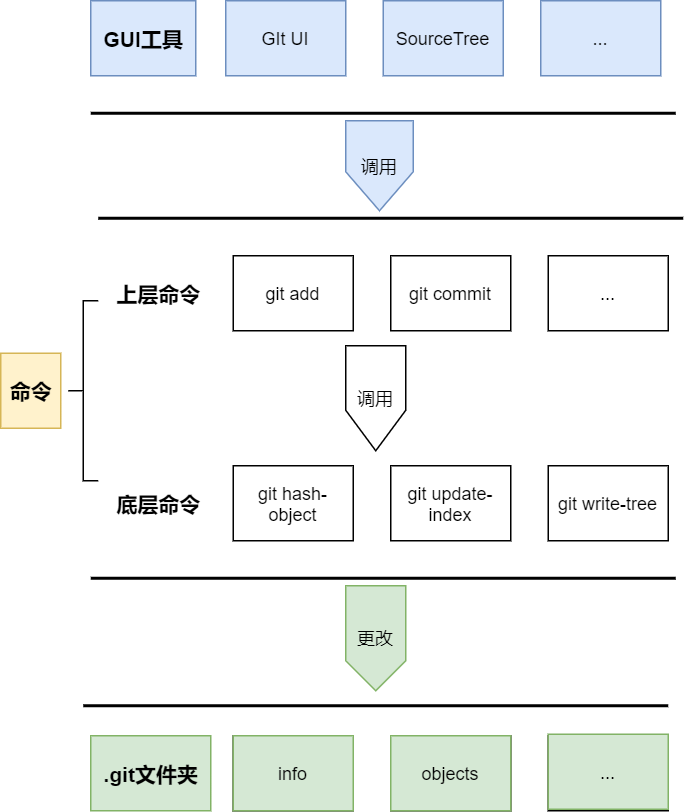 GUI工具
GIt UI
SourceTree
...
调用
上层命令
git add
git commit
...
命令
调用
底层命令
git hash-
object
git update-
index
git write-tree
更改
.git文件夹
info
objects
...